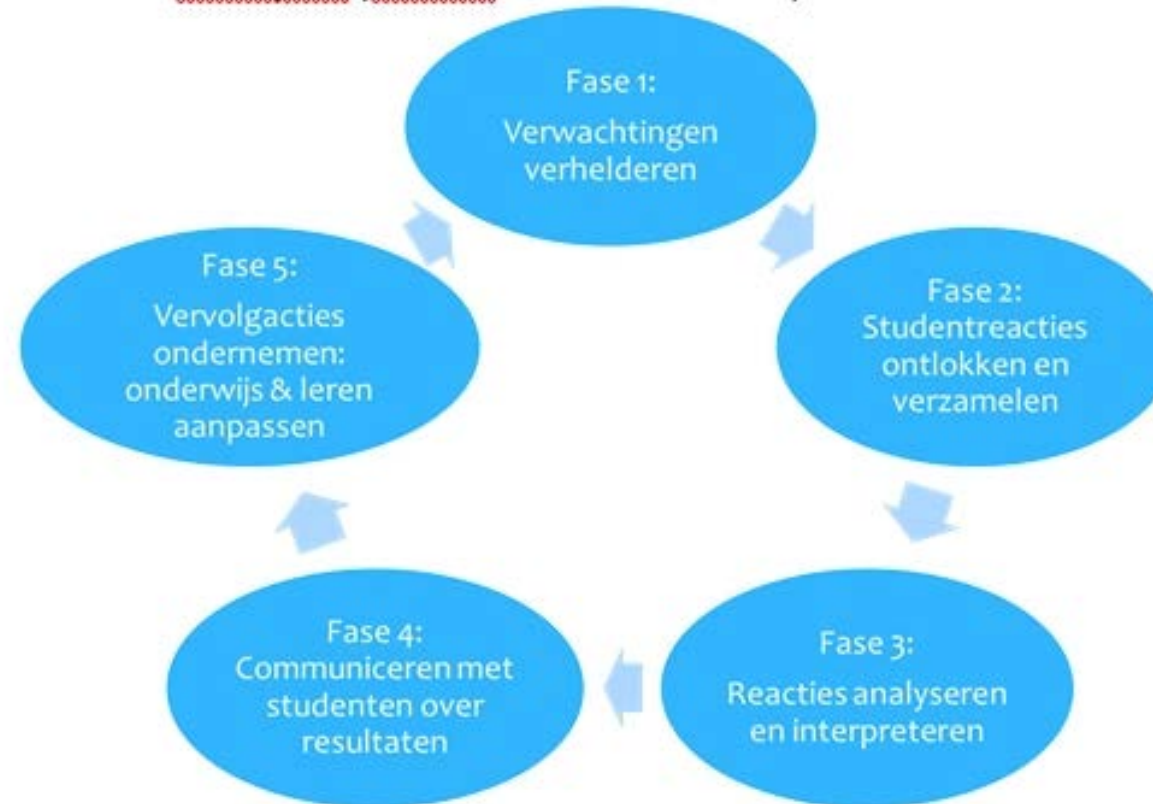 Fase 1:
Verwachtingen
verhelderen
Fase 2:
Studentreacties
ontlokken en
verzamelen
Fase 3:
Reacties analyseren
en interpreteren
Fase 4:
Communiceren met
studenten over
resultaten
Fase 5:
Vervolgacties
ondernemen:
onderwijs & leren
aanpassen